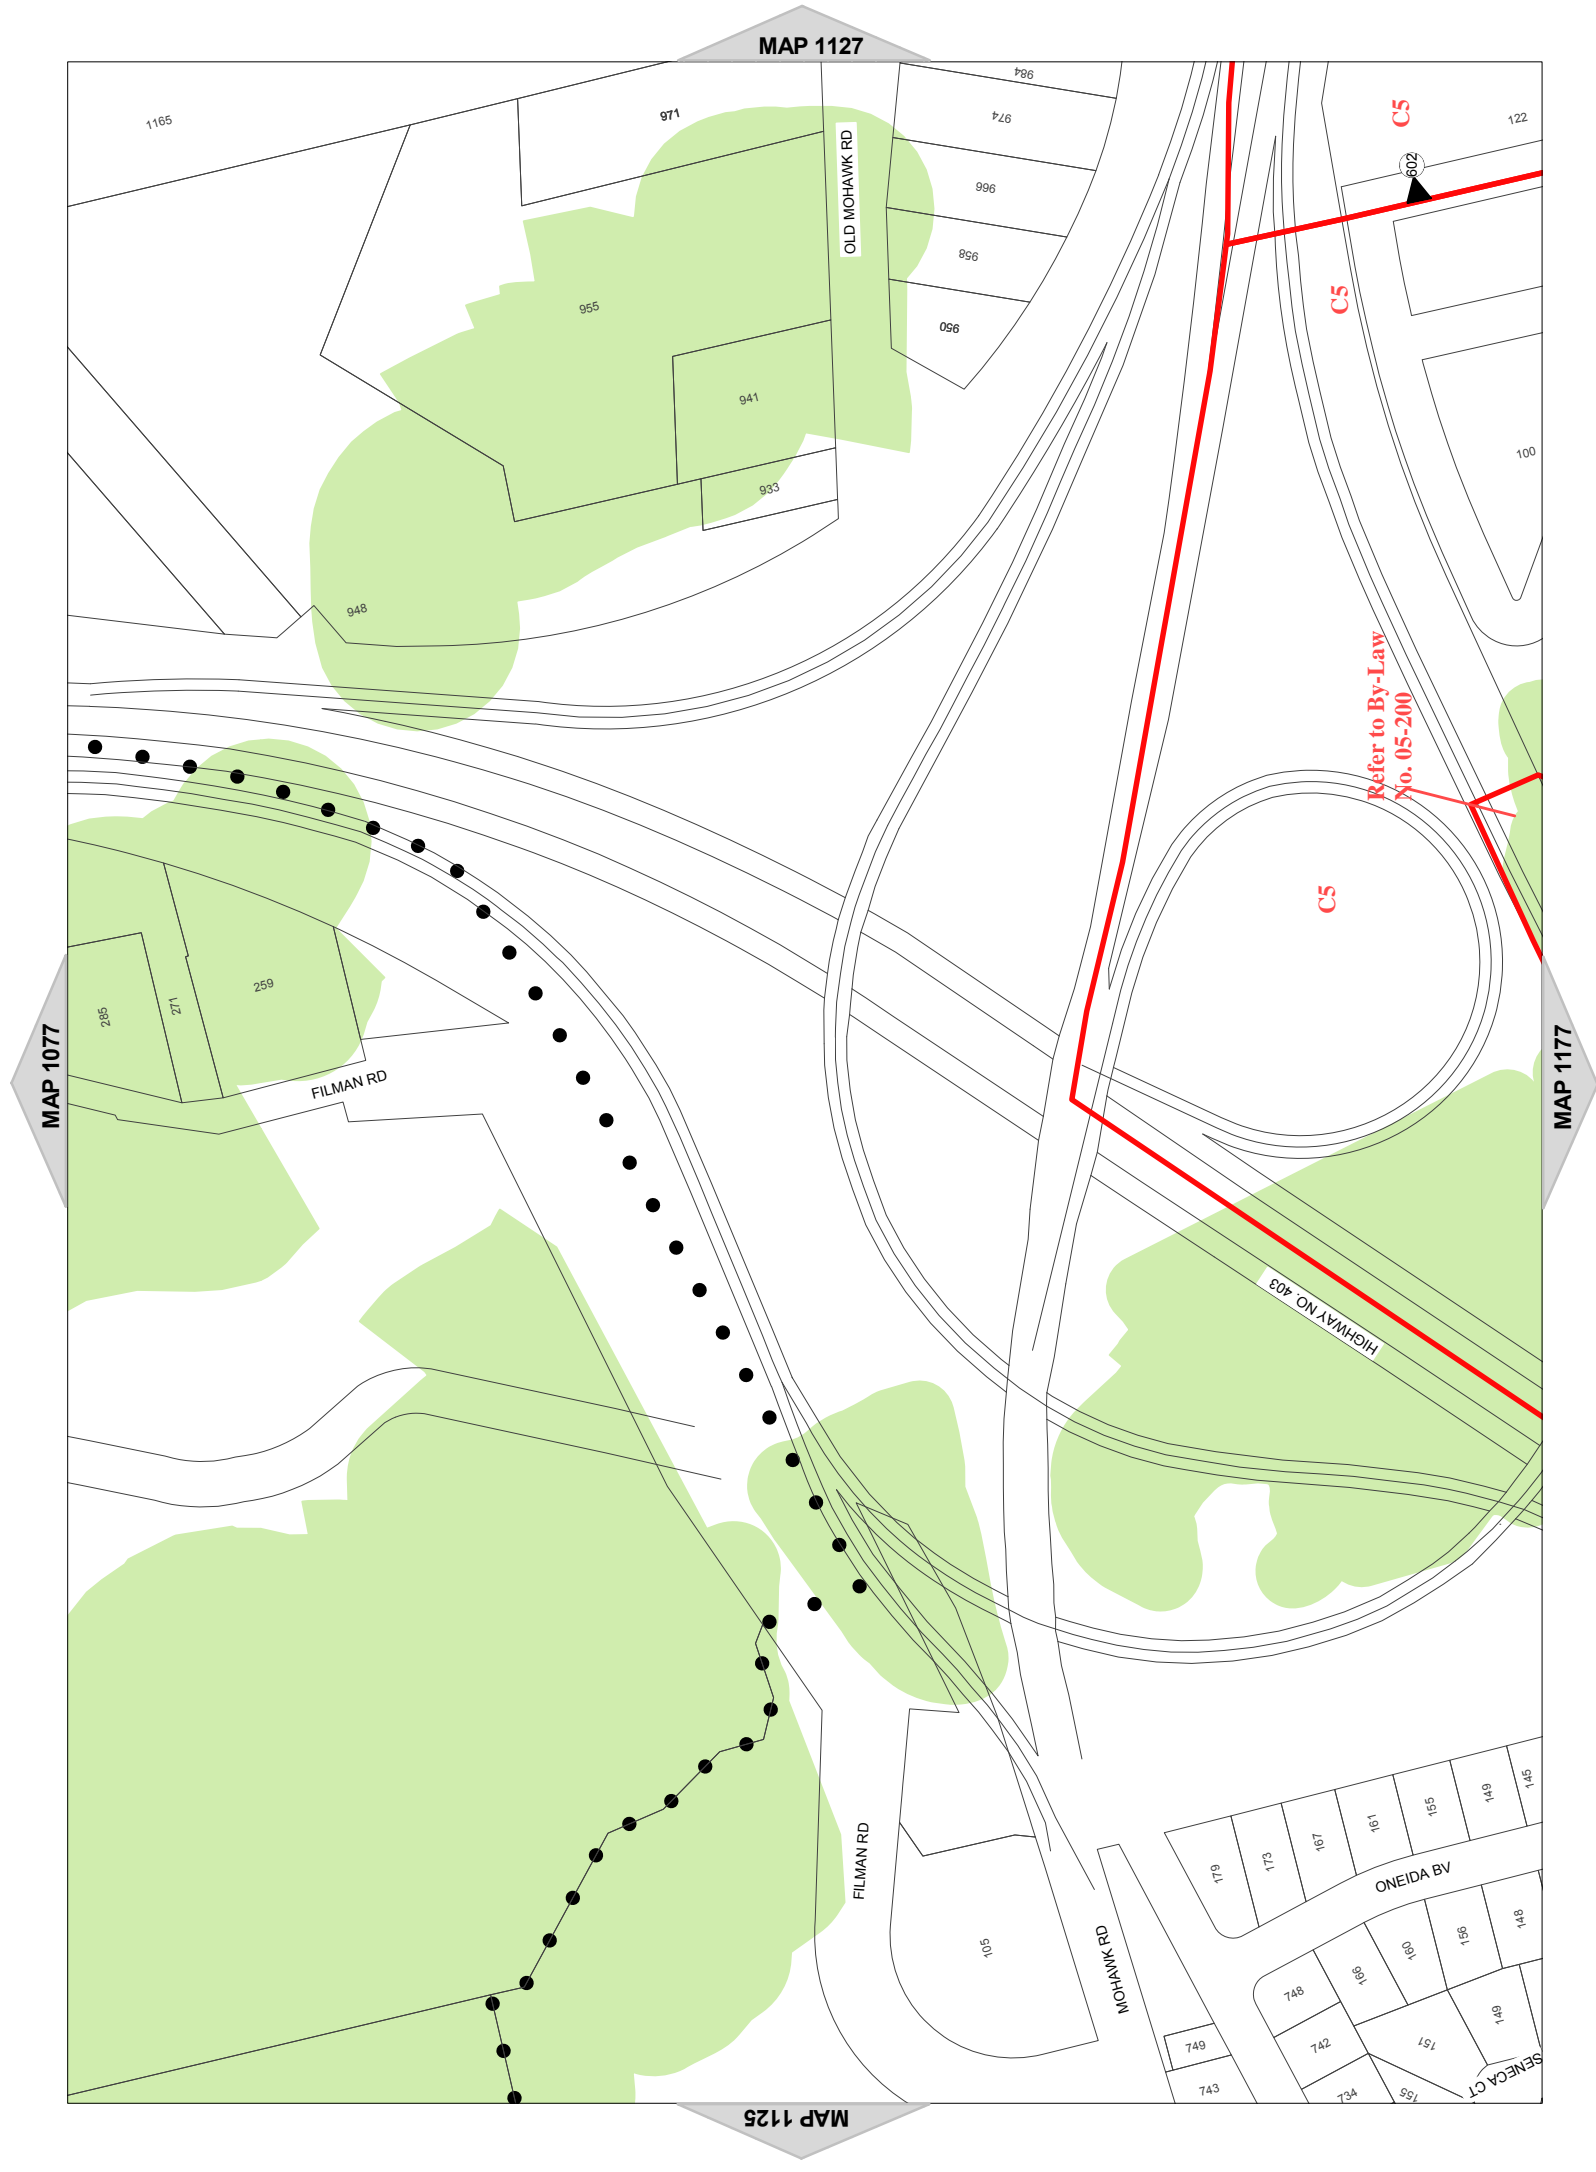 MAP 1127
1165
971
984
974
966
958
950
OLD MOHAWK RD
955
941
933
948
C5
122
602
C5
100
Refer to By-Law
No. 05-200
C5
MAP 1077
285
271
259
FILMAN RD
MAP 1177
HIGHWAY NO. 403
FILMAN RD
105
MOHAWK RD
179
173
167
161
155
149
145
ONEIDA BV
748
166
160
156
148
742
151
149
734
155
SENECA CT
749
743
MAP 1125